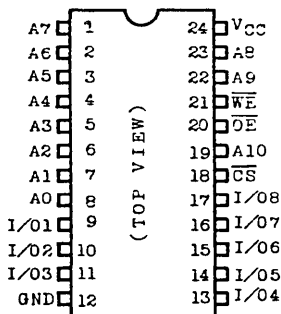 A7 1 24 Vcc
A6 2 23 A8
A5 3 22 A9
A4 4 21 WE
A3 5 20 OE
A2 6 19 A10
A1 7 18 CS
A0 8 17 I/O8
I/O1 9 16 I/O7
I/O2 10 15 I/O6
I/O3 11 14 I/O5
GND 12 13 I/O4
(TOP VIEW)